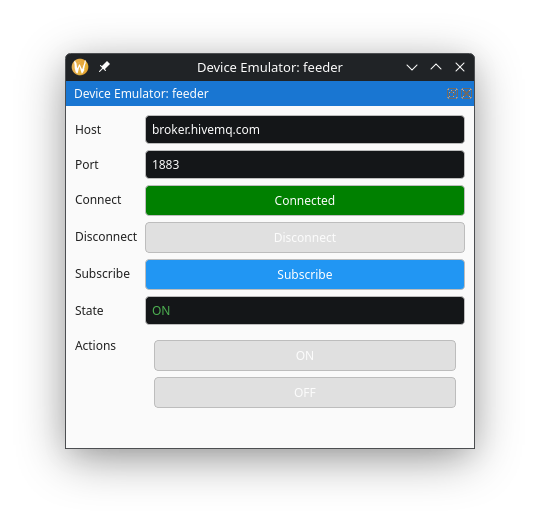 Device Emulator: feeder
Device Emulator: feeder
Host broker.hivemq.com
Port 1883
Connect Connected
Disconnect Disconnect
Subscribe Subscribe
State ON
Actions ON
OFF